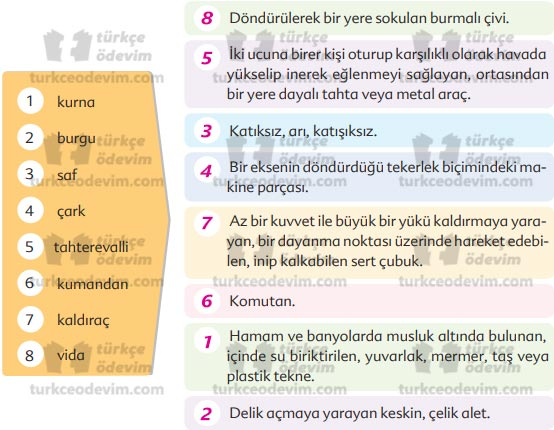 1 kurna
2 burgu
3 saf
4 çark
5 tahterevalli
6 kumandan
7 kaldıraç
8 vida
8 Döndürülerek bir yere sokulan burmalı çivi.
5 İki ucuna birer kişi oturup karşılıklı olarak havada
yükselip inerek eğlenmeyi sağlayan, ortasından
bir yere dayalı tahta veya metal araç.
3 Katıksız, arı, katışıksız.
4 Bir eksenin döndürdüğü tekerlek biçimindeki ma-
kine parçası.
7 Az bir kuvvet ile büyük bir yükü kaldırmaya yara-
yan, bir dayanma noktası üzerinde hareket edebi-
len, inip kalkabilen sert çubuk.
6 Komutan.
1 Hamam ve banyolarda musluk altında bulunan,
içinde su biriktirilen, yuvarlak, mermer, taş veya
plastik tekne.
2 Delik açmaya yarayan keskin, çelik alet.
türkçe
ödevim
turkceodevim.com